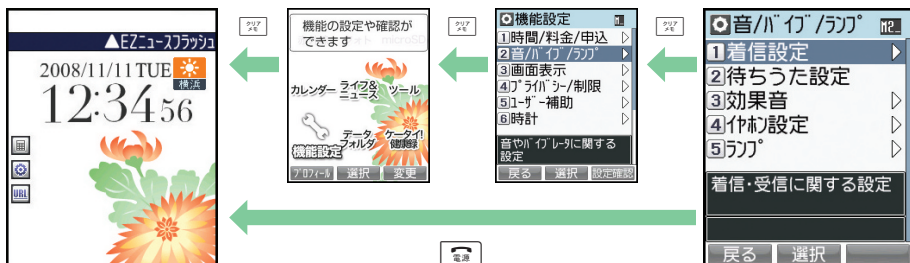 ▲EZニュースフラッシュ
2008/11/11 TUE
横浜
12:34 56
URL
クリア
メモ
機能の設定や確認が
できます
カレンダー
ライフ&
ニュース
ツール
機能設定
データ
フォルダ
ケータイ!
健康録
プロフィール 選択 変更
クリア
メモ
機能設定
1時間/料金/申込
2音/バイブ/ランプ
3画面表示
4プライバシー/制限
5ユーザー補助
6時計
音やバイブレータに関する
設定
戻る 選択 設定確認
クリア
メモ
音/バイブ/ランプ
1着信設定
2待ちうた設定
3効果音
4イヤホン設定
5ランプ
着信・受信に関する設定
戻る 選択
電源